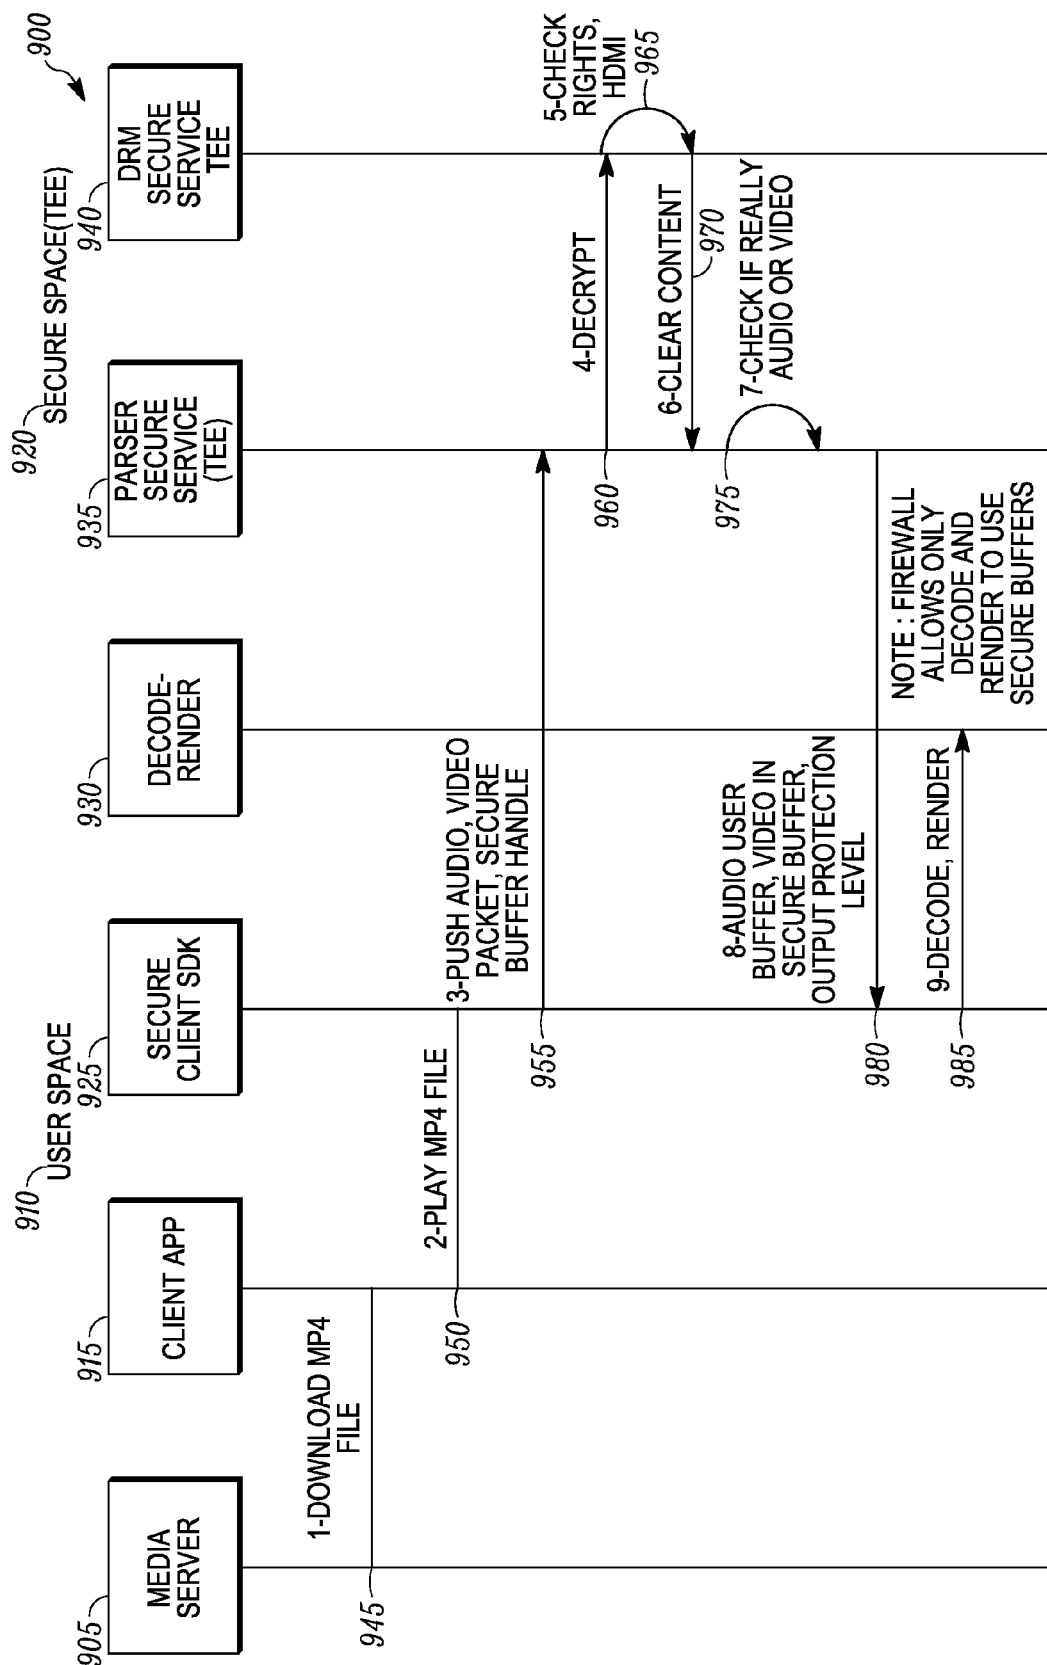 900
910
USER SPACE
920
SECURE SPACE(TEE)
905
MEDIA
SERVER
915
CLIENT APP
925
SECURE
CLIENT SDK
930
DECODE-
RENDER
935
PARSER
SECURE
SERVICE
(TEE)
940
DRM
SECURE
SERVICE
TEE
1-DOWNLOAD MP4
FILE
945
2-PLAY MP4 FILE
950
3-PUSH AUDIO, VIDEO
PACKET, SECURE
BUFFER HANDLE
955
4-DECRYPT
960
5-CHECK
RIGHTS,
HDMI
965
6-CLEAR CONTENT
970
7-CHECK IF REALLY
AUDIO OR VIDEO
975
8-AUDIO USER
BUFFER, VIDEO IN
SECURE BUFFER,
OUTPUT PROTECTION
LEVEL
980
NOTE : FIREWALL
ALLOWS ONLY
DECODE AND
RENDER TO USE
SECURE BUFFERS
9-DECODE, RENDER
985